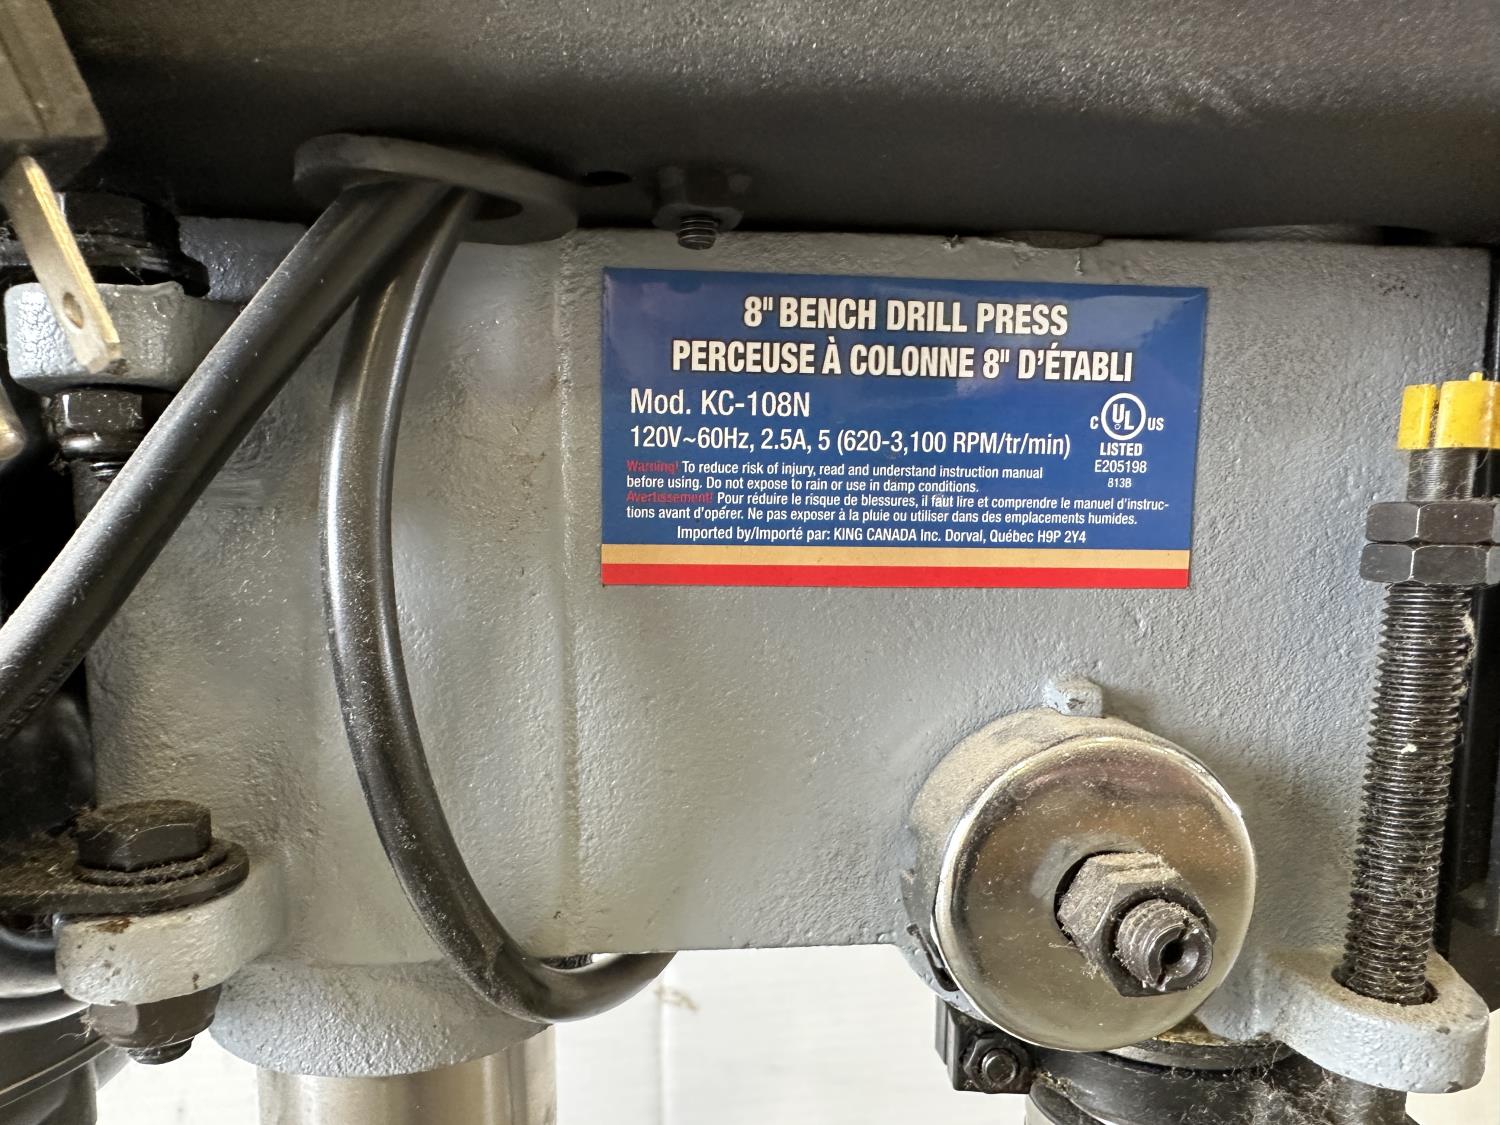 8" BENCH DRILL PRESS
PERCEUSE À COLONNE 8" D'ÉTABLI
Mod. KC-108N
120V~60Hz, 2.5A, 5 (620-3,100 RPM/tr/min)
C UL US
LISTED
E205198
813B
Warning! To reduce risk of injury, read and understand instruction manual
before using. Do not expose to rain or use in damp conditions.
Avertissement! Pour réduire le risque de blessures, il faut lire et comprendre le manuel d'instruc-
tions avant d'opérer. Ne pas exposer à la pluie ou utiliser dans des emplacements humides.
Imported by/Importé par: KING CANADA Inc. Dorval, Québec H9P 2Y4